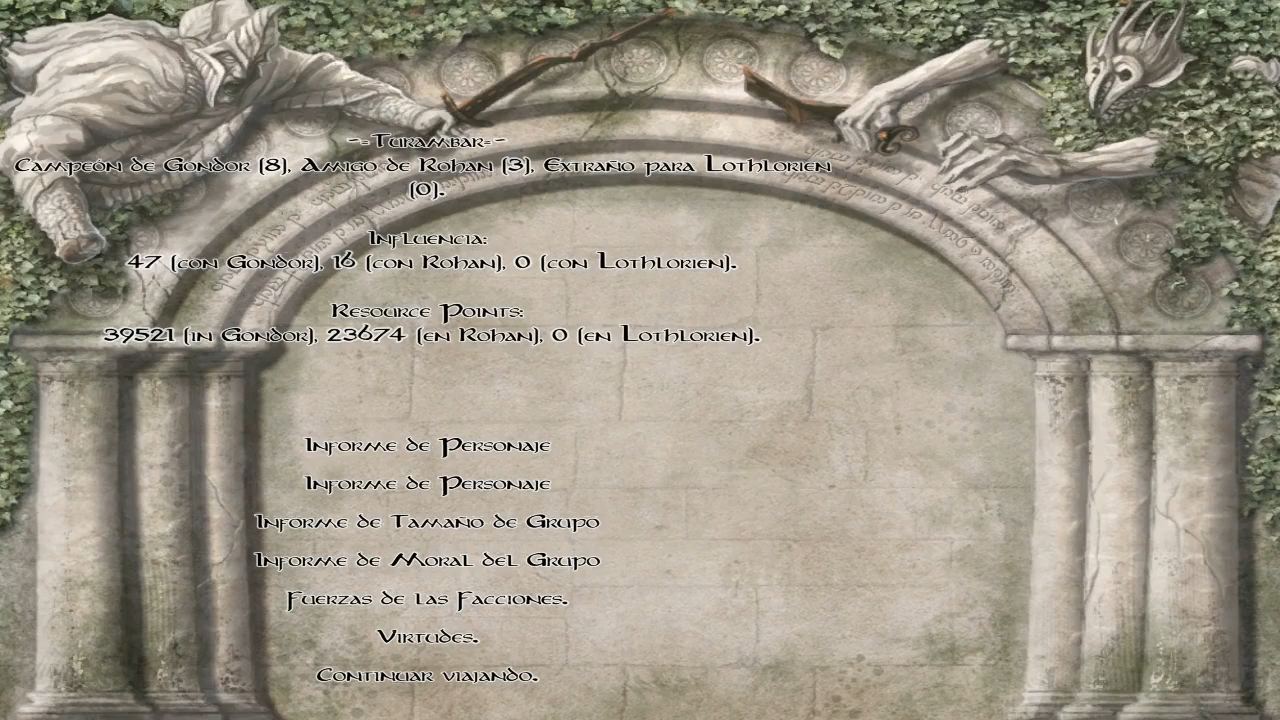 -=Turambar=-
Campeón de Gondor (8), Amigo de Rohan (3), Extraño para Lothlorien
(0).
Influencia:
47 (con Gondor), 16 (con Rohan), 0 (con Lothlorien).
Resource Points:
39521 (in Gondor), 23674 (en Rohan), 0 (en Lothlorien).
Informe de Personaje
Informe de Personaje
Informe de Tamaño de Grupo
Informe de Moral del Grupo
Fuerzas de las Facciones.
Virtudes.
Continuar viajando.